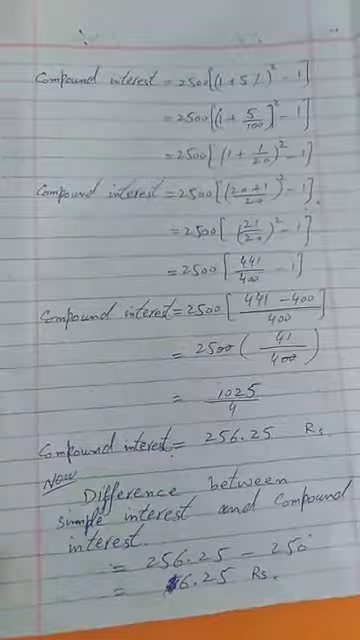 Compound interest = 2500[(1+5%)² - 1]
= 2500[(1+5/100)² - 1]
= 2500[(1+1/20)² - 1]
Compound interest = 2500[(20+1/20)² - 1]
= 2500[(21/20)² - 1]
= 2500[441/400 - 1]
Compound interest = 2500[441-400/400]
= 2500(41/400)
= 1025/4
Compound interest = 256.25 Rs.
Now
Difference between
simple interest and Compound
interest.
= 256.25 - 250
= 6.25 Rs.